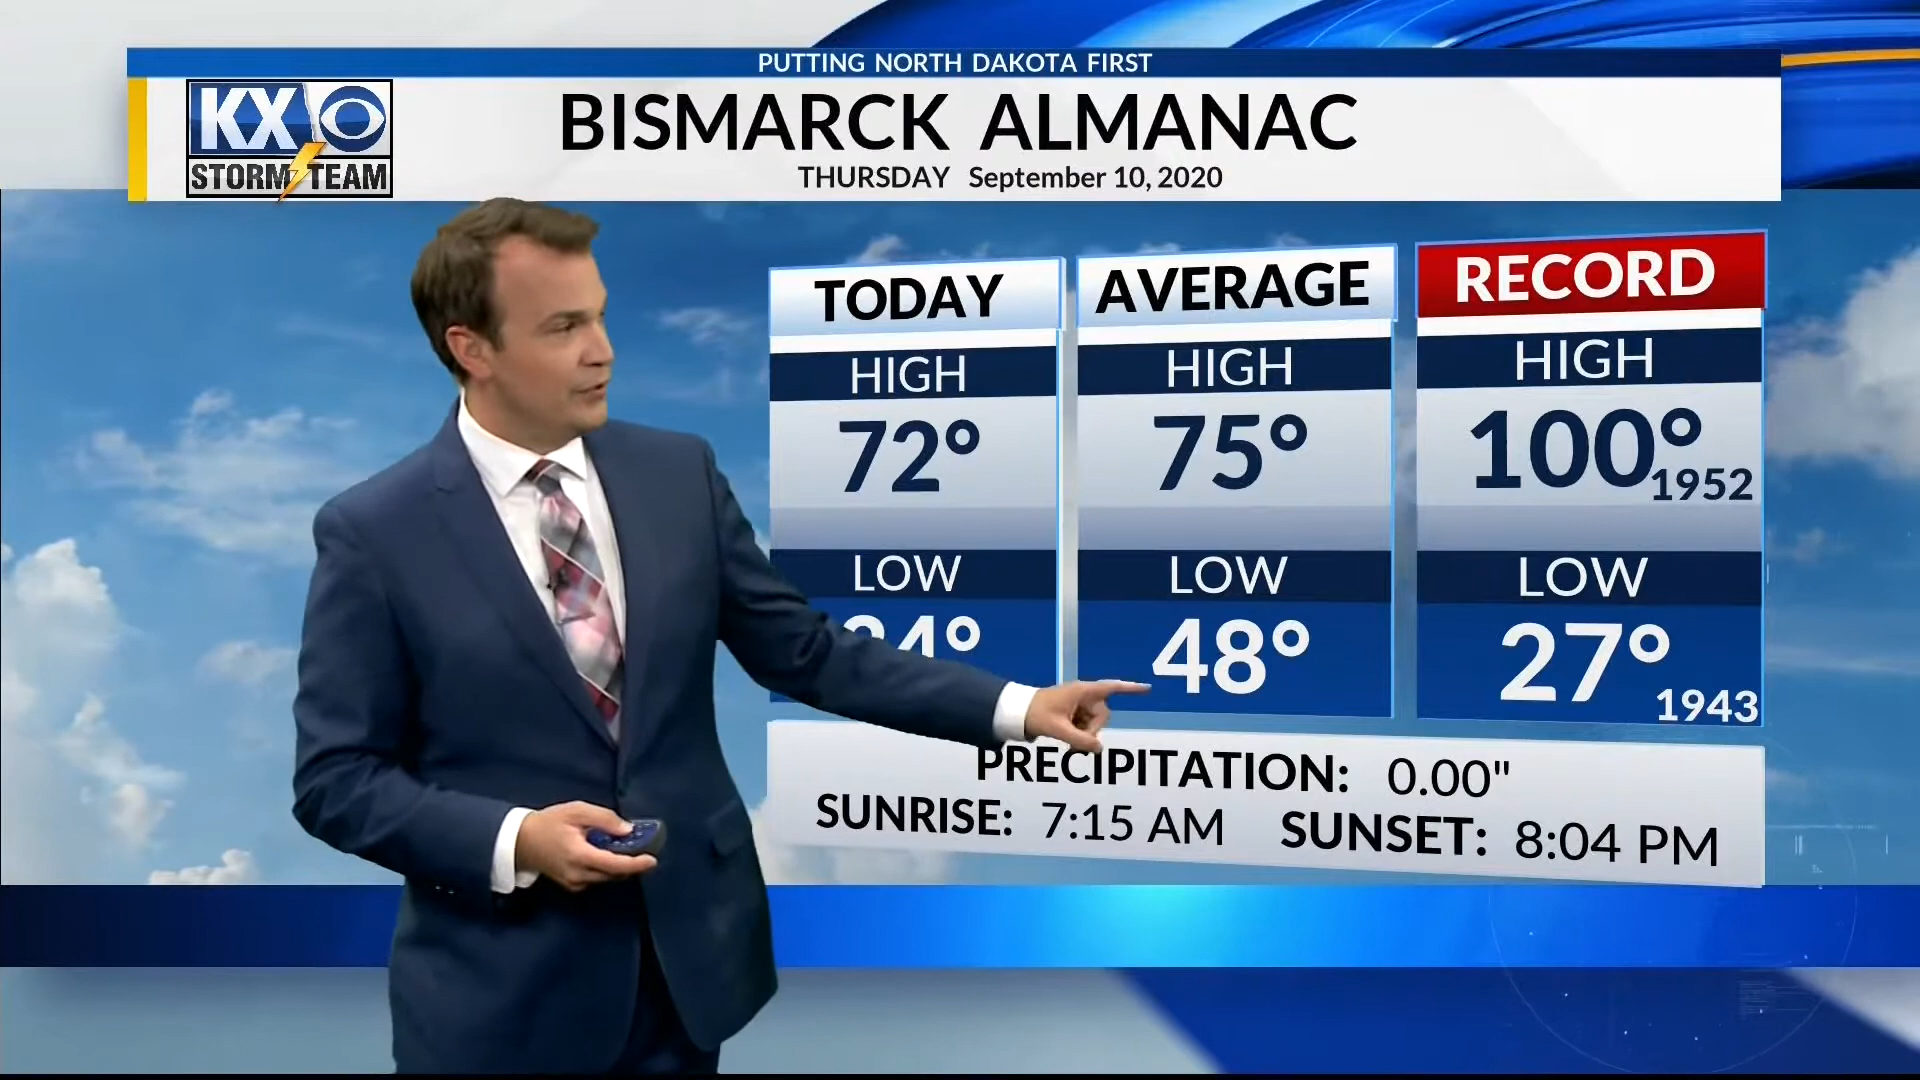 PUTTING NORTH DAKOTA FIRST
KX
STORM TEAM
BISMARCK ALMANAC
THURSDAY September 10, 2020
TODAY
HIGH
72°
LOW
AVERAGE
HIGH
75°
LOW
48°
RECORD
HIGH
100°
1952
LOW
27°
1943
PRECIPITATION: 0.00"
SUNRISE: 7:15 AM SUNSET: 8:04 PM